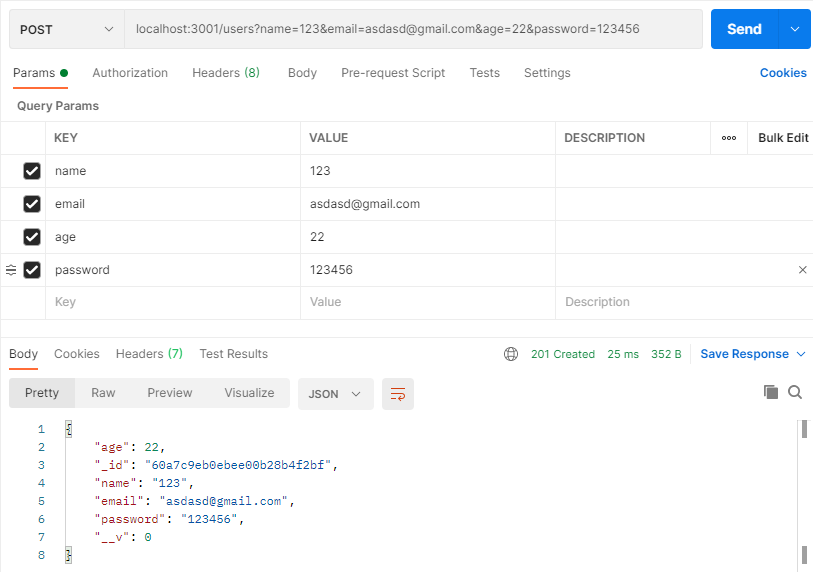 POST localhost:3001/users?name=123&email=asdasd@gmail.com&age=22&password=123456 Send
Params Authorization Headers (8) Body Pre-request Script Tests Settings Cookies
Query Params
KEY VALUE DESCRIPTION Bulk Edit
name 123
email asdasd@gmail.com
age 22
password 123456
Key Value Description
Body Cookies Headers (7) Test Results 201 Created 25 ms 352 B Save Response
Pretty Raw Preview Visualize JSON
1 {
2 "age": 22,
3 "_id": "60a7c9eb0ebee00b28b4f2bf",
4 "name": "123",
5 "email": "asdasd@gmail.com",
6 "password": "123456",
7 "__v": 0
8 }